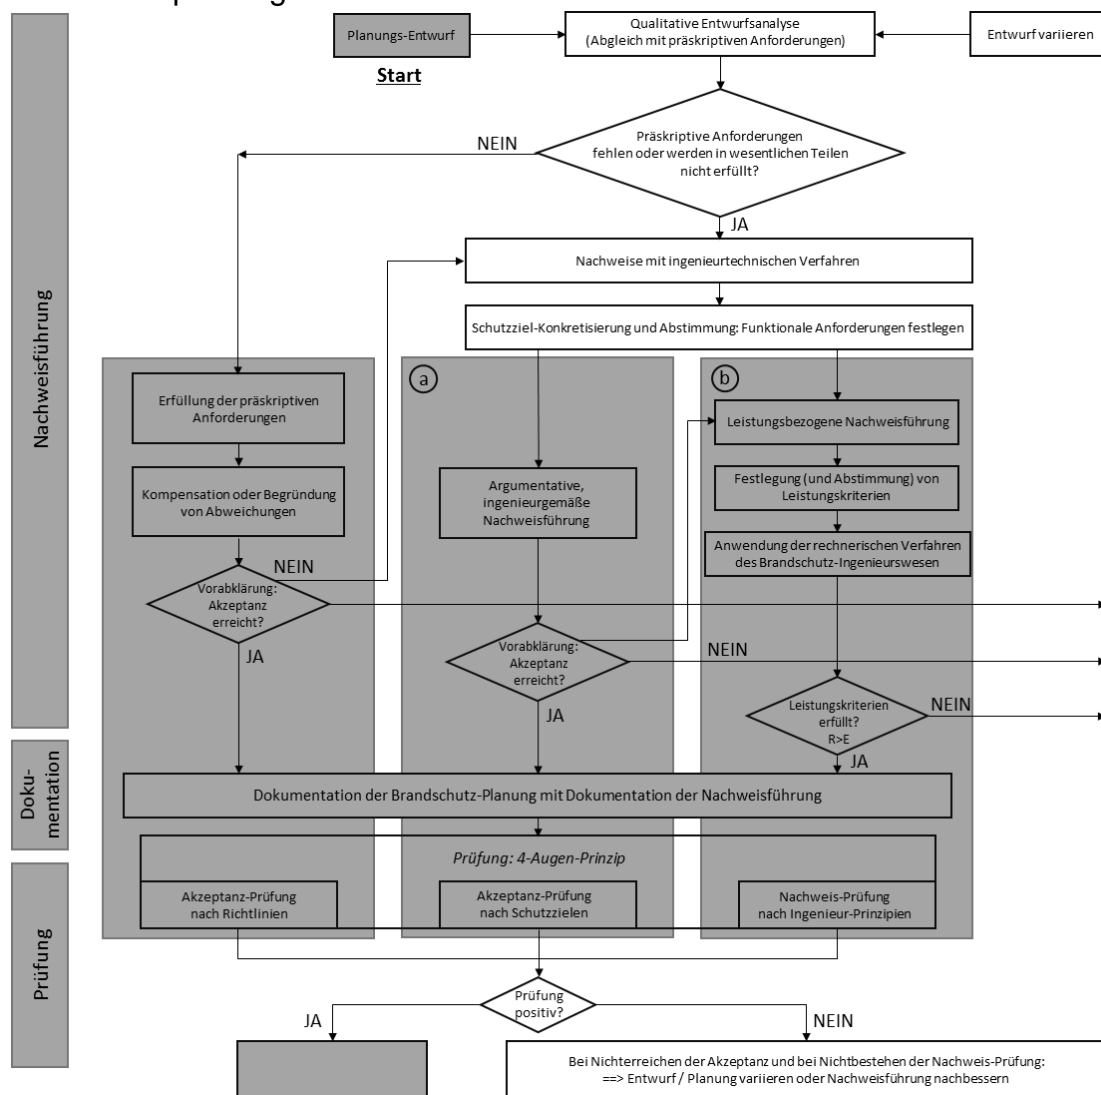 Planungs-Entwurf
Start
Qualitative Entwurfsanalyse
(Abgleich mit präskriptiven Anforderungen)
Entwurf variieren
Präskriptive Anforderungen
fehlen oder werden in wesentlichen Teilen
nicht erfüllt?
NEIN
JA
Nachweise mit ingenieurtechnischen Verfahren
Schutzziel-Konkretisierung und Abstimmung: Funktionale Anforderungen festlegen
Nachweisführung
Erfüllung der präskriptiven
Anforderungen
Kompensation oder Begründung
von Abweichungen
NEIN
Vorabklärung:
Akzeptanz
erreicht?
JA
a
Argumentative,
ingenieurgemäße
Nachweisführung
Vorabklärung:
Akzeptanz
erreicht?
NEIN
JA
b
Leistungsbezogene Nachweisführung
Festlegung (und Abstimmung) von
Leistungskriterien
Anwendung der rechnerischen Verfahren
des Brandschutz-Ingenieurswesen
Leistungskriterien
erfüllt?
R>E
NEIN
JA
Doku-
mentation
Dokumentation der Brandschutz-Planung mit Dokumentation der Nachweisführung
Prüfung
Prüfung: 4-Augen-Prinzip
Akzeptanz-Prüfung
nach Richtlinien
Akzeptanz-Prüfung
nach Schutzzielen
Nachweis-Prüfung
nach Ingenieur-Prinzipien
Prüfung
positiv?
JA
NEIN
Bei Nichterreichen der Akzeptanz und bei Nichtbestehen der Nachweis-Prüfung:
==> Entwurf / Planung variieren oder Nachweisführung nachbessern